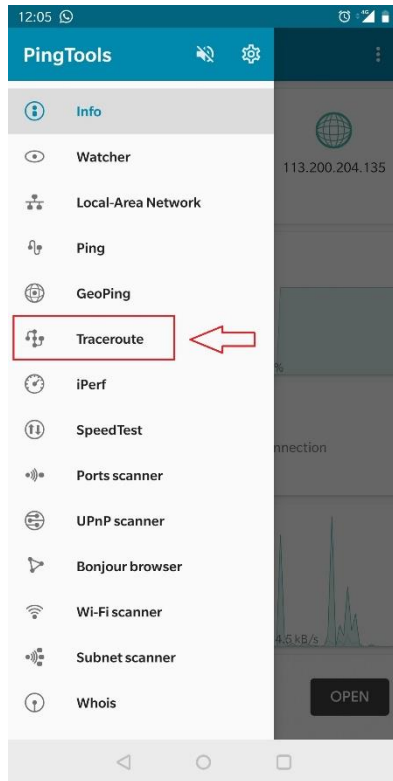 12:05
4G
PingTools
Info
113.200.204.135
Watcher
Local-Area Network
Ping
GeoPing
Traceroute
%
iPerf
SpeedTest
nnection
Ports scanner
UPnP scanner
Bonjour browser
Wi-Fi scanner
4.6 kB/s
Subnet scanner
Whois
OPEN